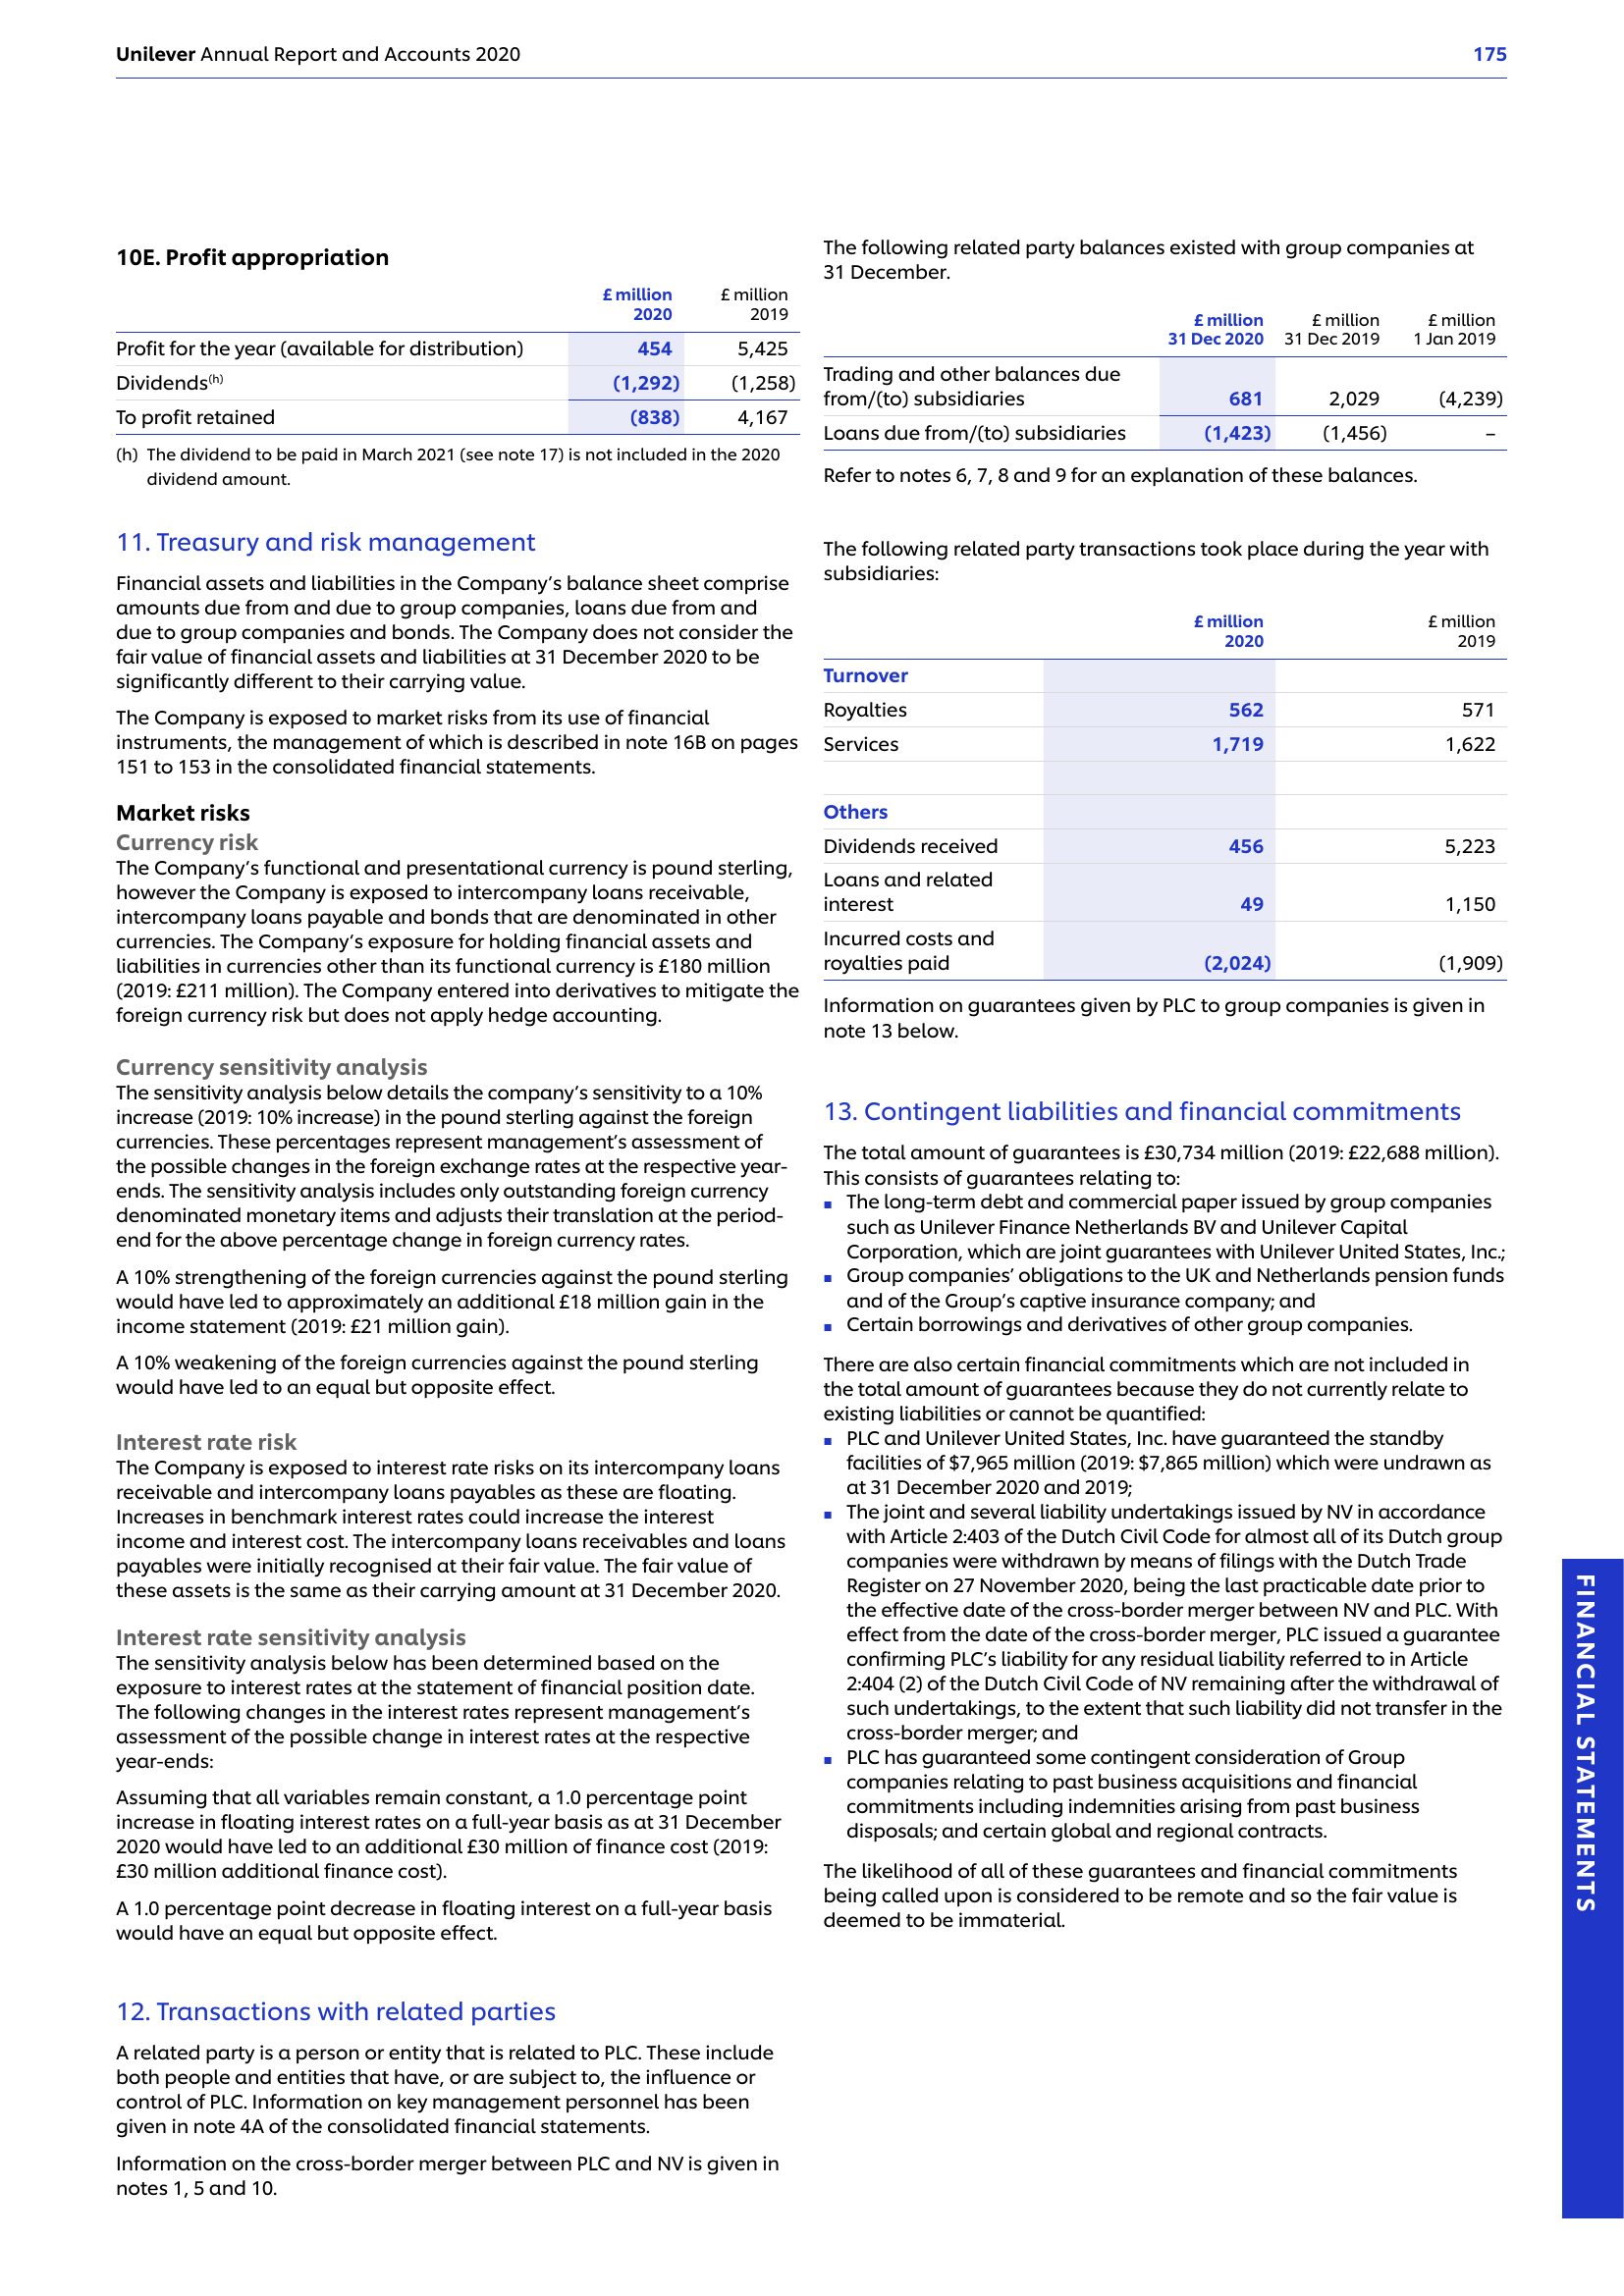 Unilever Annual Report and Accounts 2020
175
10E. Profit appropriation
£ million £ million
2020 2019
Profit for the year (available for distribution) 454 5,425
Dividends(h) (1,292) (1,258)
To profit retained (838) 4,167
(h) The dividend to be paid in March 2021 (see note 17) is not included in the 2020
dividend amount.
11. Treasury and risk management
Financial assets and liabilities in the Company’s balance sheet comprise
amounts due from and due to group companies, loans due from and
due to group companies and bonds. The Company does not consider the
fair value of financial assets and liabilities at 31 December 2020 to be
significantly different to their carrying value.
The Company is exposed to market risks from its use of financial
instruments, the management of which is described in note 16B on pages
151 to 153 in the consolidated financial statements.
Market risks
Currency risk
The Company’s functional and presentational currency is pound sterling,
however the Company is exposed to intercompany loans receivable,
intercompany loans payable and bonds that are denominated in other
currencies. The Company’s exposure for holding financial assets and
liabilities in currencies other than its functional currency is £180 million
(2019: £211 million). The Company entered into derivatives to mitigate the
foreign currency risk but does not apply hedge accounting.
Currency sensitivity analysis
The sensitivity analysis below details the company’s sensitivity to a 10%
increase (2019: 10% increase) in the pound sterling against the foreign
currencies. These percentages represent management’s assessment of
the possible changes in the foreign exchange rates at the respective year-
ends. The sensitivity analysis includes only outstanding foreign currency
denominated monetary items and adjusts their translation at the period-
end for the above percentage change in foreign currency rates.
A 10% strengthening of the foreign currencies against the pound sterling
would have led to approximately an additional £18 million gain in the
income statement (2019: £21 million gain).
A 10% weakening of the foreign currencies against the pound sterling
would have led to an equal but opposite effect.
Interest rate risk
The Company is exposed to interest rate risks on its intercompany loans
receivable and intercompany loans payables as these are floating.
Increases in benchmark interest rates could increase the interest
income and interest cost. The intercompany loans receivables and loans
payables were initially recognised at their fair value. The fair value of
these assets is the same as their carrying amount at 31 December 2020.
Interest rate sensitivity analysis
The sensitivity analysis below has been determined based on the
exposure to interest rates at the statement of financial position date.
The following changes in the interest rates represent management’s
assessment of the possible change in interest rates at the respective
year-ends:
Assuming that all variables remain constant, a 1.0 percentage point
increase in floating interest rates on a full-year basis as at 31 December
2020 would have led to an additional £30 million of finance cost (2019:
£30 million additional finance cost).
A 1.0 percentage point decrease in floating interest on a full-year basis
would have an equal but opposite effect.
12. Transactions with related parties
A related party is a person or entity that is related to PLC. These include
both people and entities that have, or are subject to, the influence or
control of PLC. Information on key management personnel has been
given in note 4A of the consolidated financial statements.
Information on the cross-border merger between PLC and NV is given in
notes 1, 5 and 10.
The following related party balances existed with group companies at
31 December.
£ million £ million £ million
31 Dec 2020 31 Dec 2019 1 Jan 2019
Trading and other balances due
from/(to) subsidiaries 681 2,029 (4,239)
Loans due from/(to) subsidiaries (1,423) (1,456) –
Refer to notes 6, 7, 8 and 9 for an explanation of these balances.
The following related party transactions took place during the year with
subsidiaries:
£ million £ million
2020 2019
Turnover
Royalties 562 571
Services 1,719 1,622
Others
Dividends received 456 5,223
Loans and related
interest 49 1,150
Incurred costs and
royalties paid (2,024) (1,909)
Information on guarantees given by PLC to group companies is given in
note 13 below.
13. Contingent liabilities and financial commitments
The total amount of guarantees is £30,734 million (2019: £22,688 million).
This consists of guarantees relating to:
▪ The long-term debt and commercial paper issued by group companies
such as Unilever Finance Netherlands BV and Unilever Capital
Corporation, which are joint guarantees with Unilever United States, Inc.;
▪ Group companies’ obligations to the UK and Netherlands pension funds
and of the Group’s captive insurance company; and
▪ Certain borrowings and derivatives of other group companies.
There are also certain financial commitments which are not included in
the total amount of guarantees because they do not currently relate to
existing liabilities or cannot be quantified:
▪ PLC and Unilever United States, Inc. have guaranteed the standby
facilities of $7,965 million (2019: $7,865 million) which were undrawn as
at 31 December 2020 and 2019;
▪ The joint and several liability undertakings issued by NV in accordance
with Article 2:403 of the Dutch Civil Code for almost all of its Dutch group
companies were withdrawn by means of filings with the Dutch Trade
Register on 27 November 2020, being the last practicable date prior to
the effective date of the cross-border merger between NV and PLC. With
effect from the date of the cross-border merger, PLC issued a guarantee
confirming PLC’s liability for any residual liability referred to in Article
2:404 (2) of the Dutch Civil Code of NV remaining after the withdrawal of
such undertakings, to the extent that such liability did not transfer in the
cross-border merger; and
▪ PLC has guaranteed some contingent consideration of Group
companies relating to past business acquisitions and financial
commitments including indemnities arising from past business
disposals; and certain global and regional contracts.
The likelihood of all of these guarantees and financial commitments
being called upon is considered to be remote and so the fair value is
deemed to be immaterial.
FINANCIAL STATEMENTS